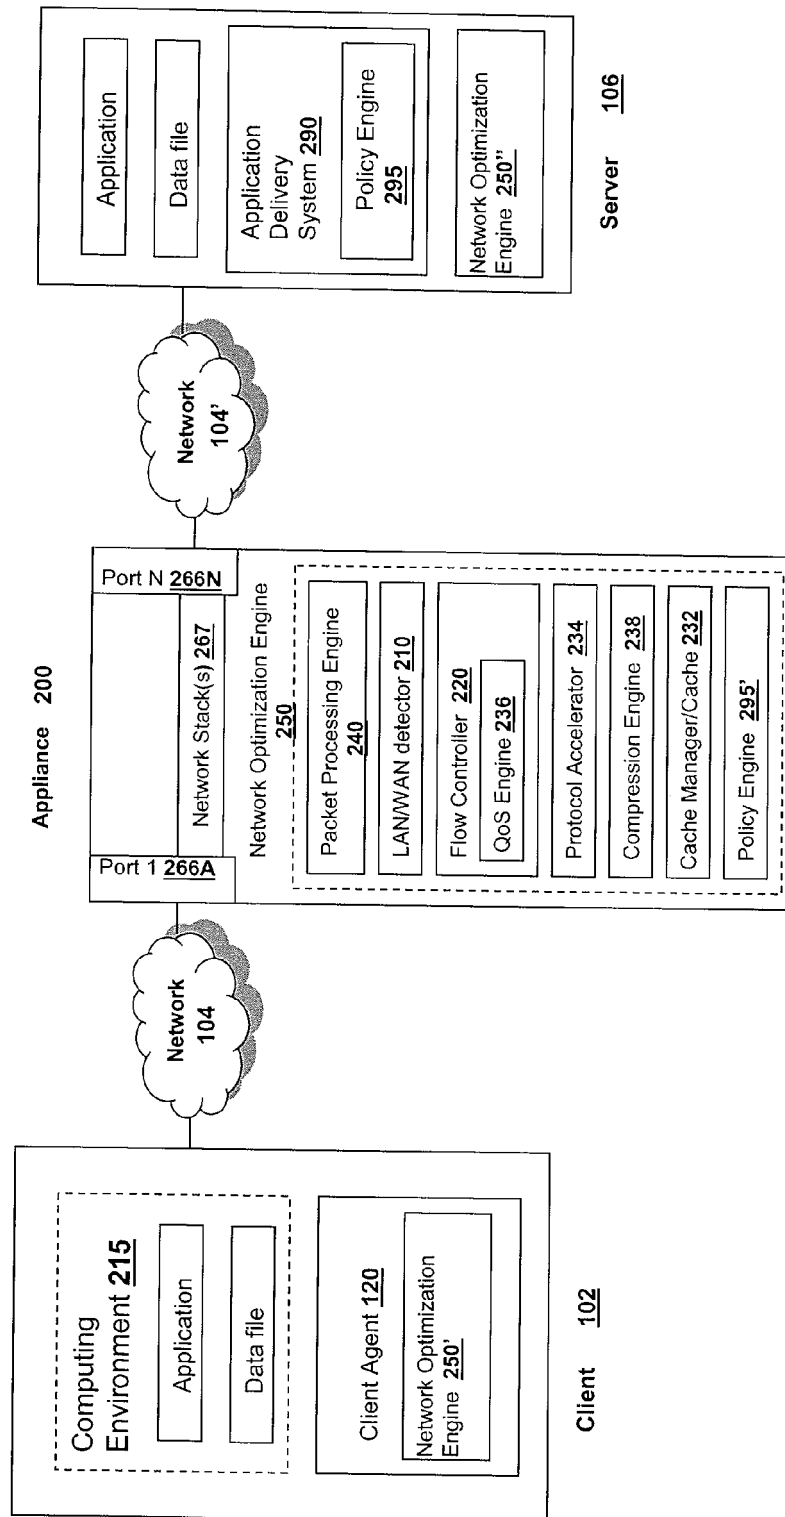 Appliance 200
Client 102
Computing
Environment 215
Application
Data file
Client Agent 120
Network Optimization
Engine 250'
Network
104
Port 1 266A
Port N 266N
Network Stack(s) 267
Network Optimization Engine
250
Packet Processing Engine
240
LAN/WAN detector 210
Flow Controller 220
QoS Engine 236
Protocol Accelerator 234
Compression Engine 238
Cache Manager/Cache 232
Policy Engine 295'
Network
104'
Application
Data file
Application
Delivery
System 290
Policy Engine
295
Network Optimization
Engine 250''
Server 106